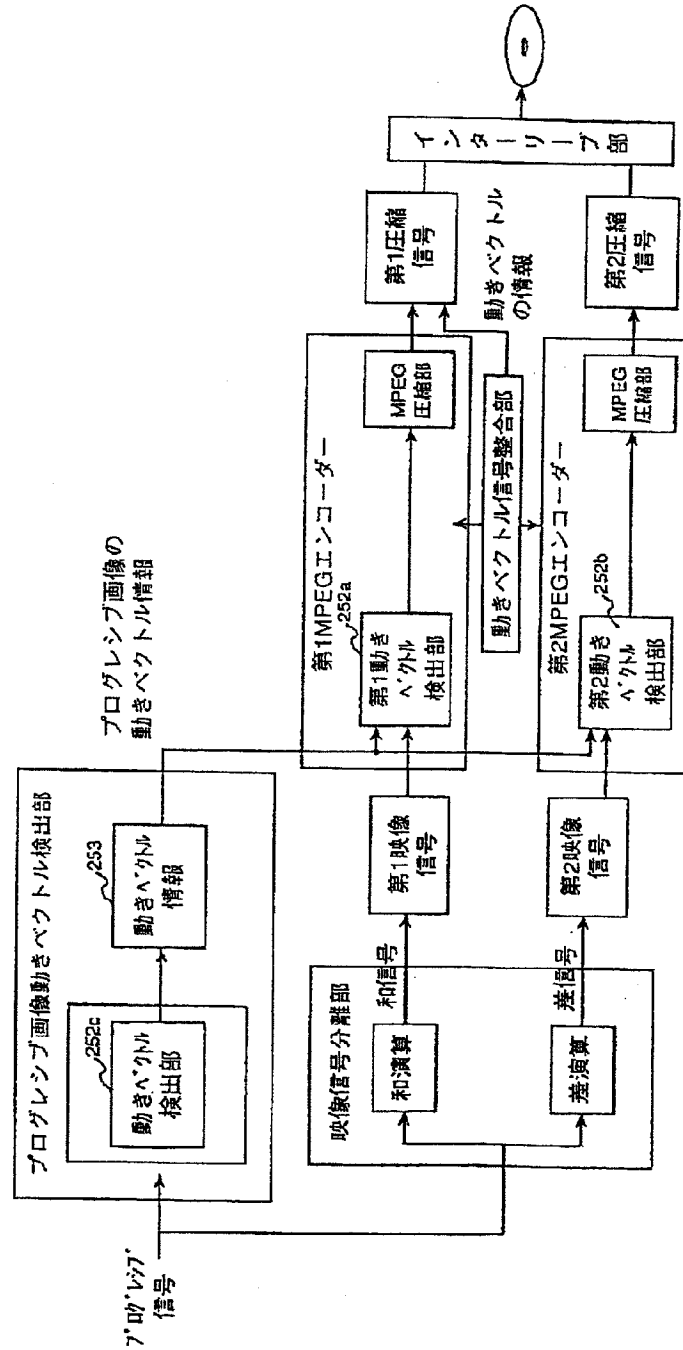 プログレシブ
信号
プログレシブ画像動きベクトル検出部
252c
動きベクトル
検出部
253
動きベクトル
情報
プログレシブ画像の
動きベクトル情報
映像信号分離部
和演算
和信号
差演算
差信号
第1映像
信号
第2映像
信号
第1MPEGエンコーダー
252a
第1動き
ベクトル
検出部
MPEG
圧縮部
動きベクトル信号整合部
第2MPEGエンコーダー
252b
第2動き
ベクトル
検出部
MPEG
圧縮部
第1圧縮
信号
動きベクトル
の情報
第2圧縮
信号
インターリーブ部